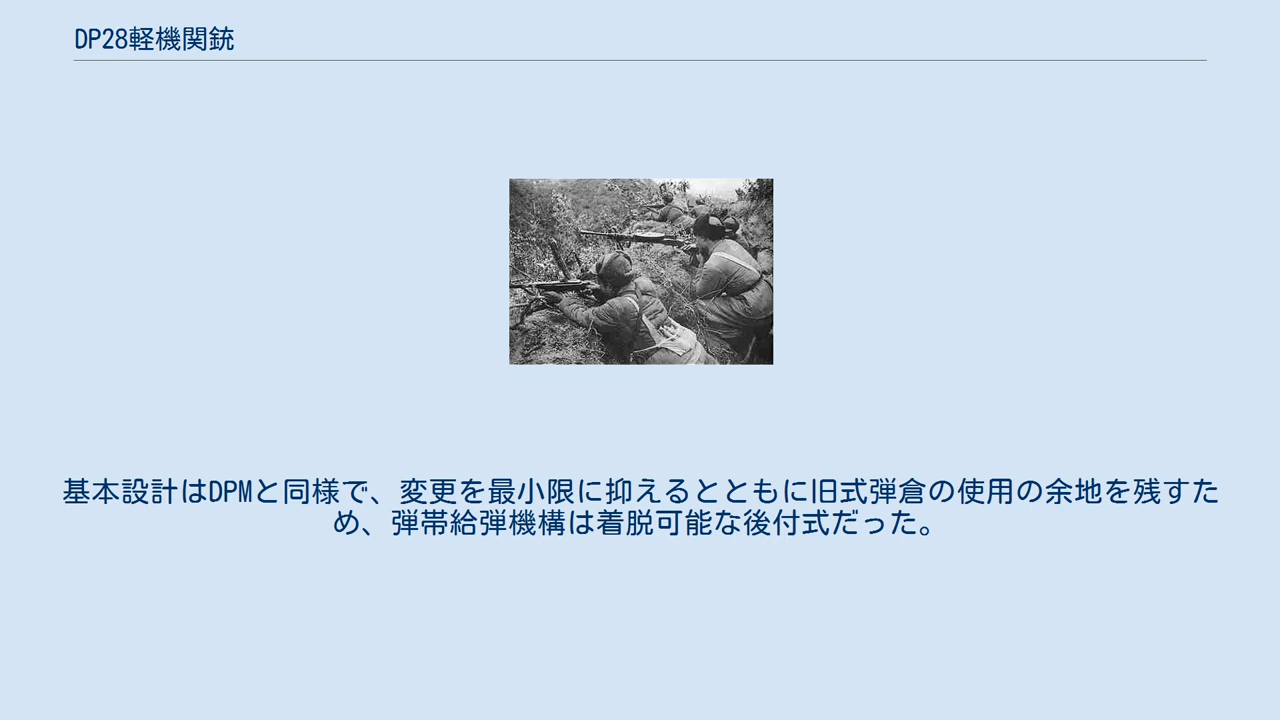 DP28軽機関銃
基本設計はDPMと同様で、変更を最小限に抑えるとともに旧式弾倉の使用の余地を残すた
め、弾帯給弾機構は着脱可能な後付式だった。